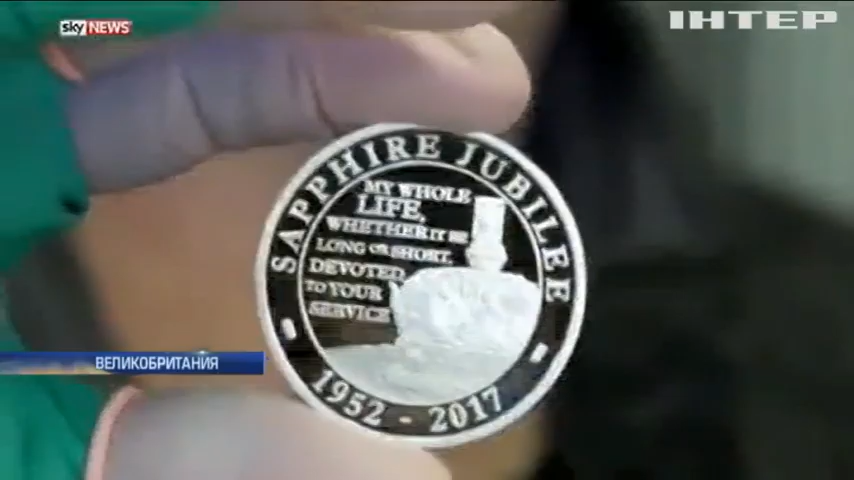 sky NEWS
ІНТЕР
SAPPHIRE JUBILEE
MY WHOLE
LIFE,
WHETHER IT BE
LONG OR SHORT,
DEVOTED
TO YOUR
SERVICE
1952 - 2017
ВЕЛИКОБРИТАНИЯ